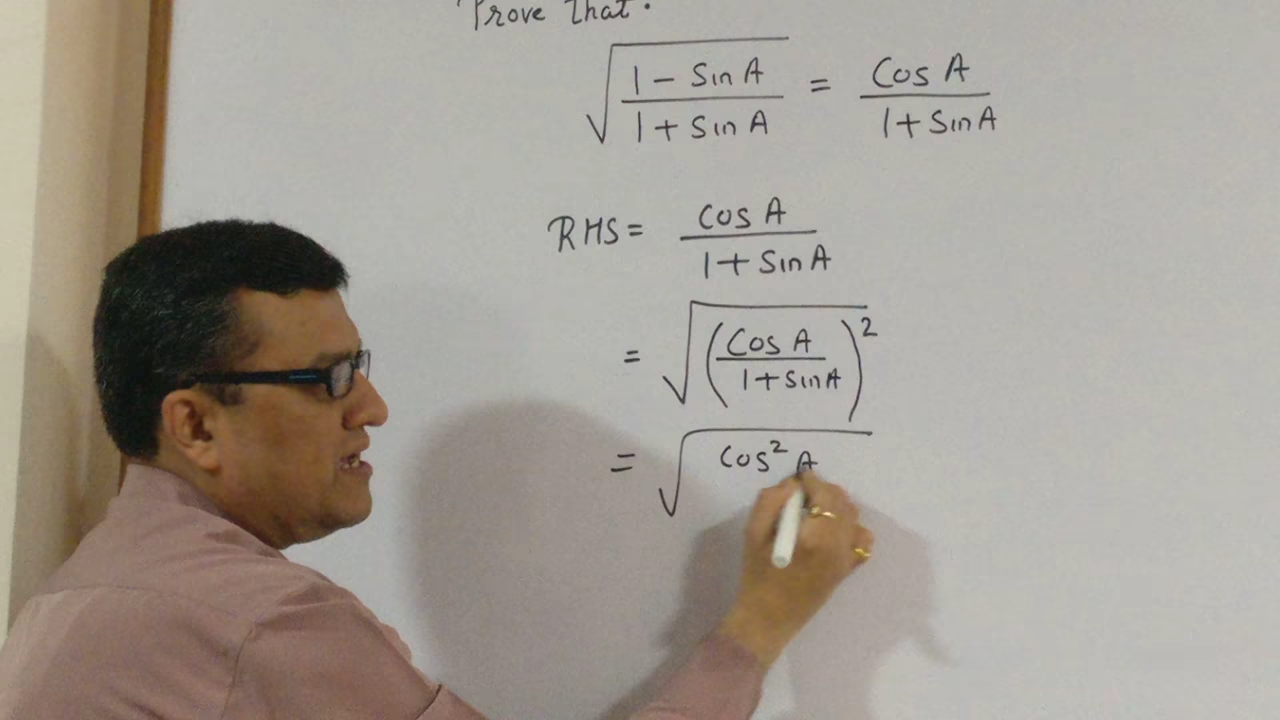 Prove that.
√((1 - Sin A)/(1 + Sin A)) = Cos A/(1 + Sin A)
RHS = Cos A/(1 + Sin A)
= √((Cos A/(1 + Sin A))²)
= √(Cos² A